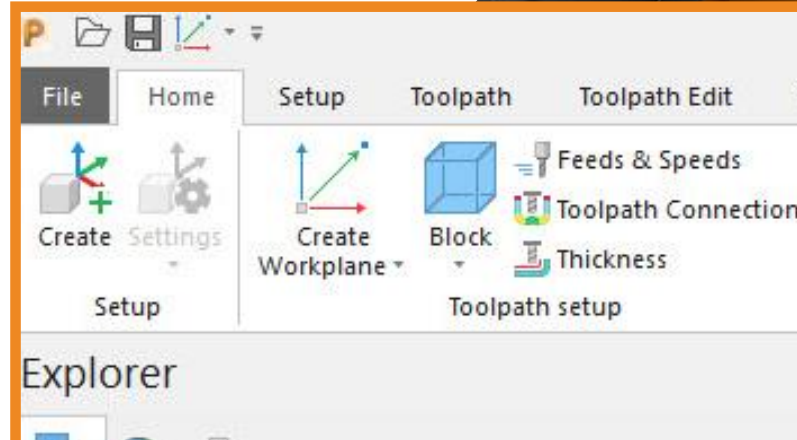 P
File Home Setup Toolpath Toolpath Edit
Feeds & Speeds
Toolpath Connection
Create Settings Create Workplane Block
Thickness
Setup Toolpath setup
Explorer